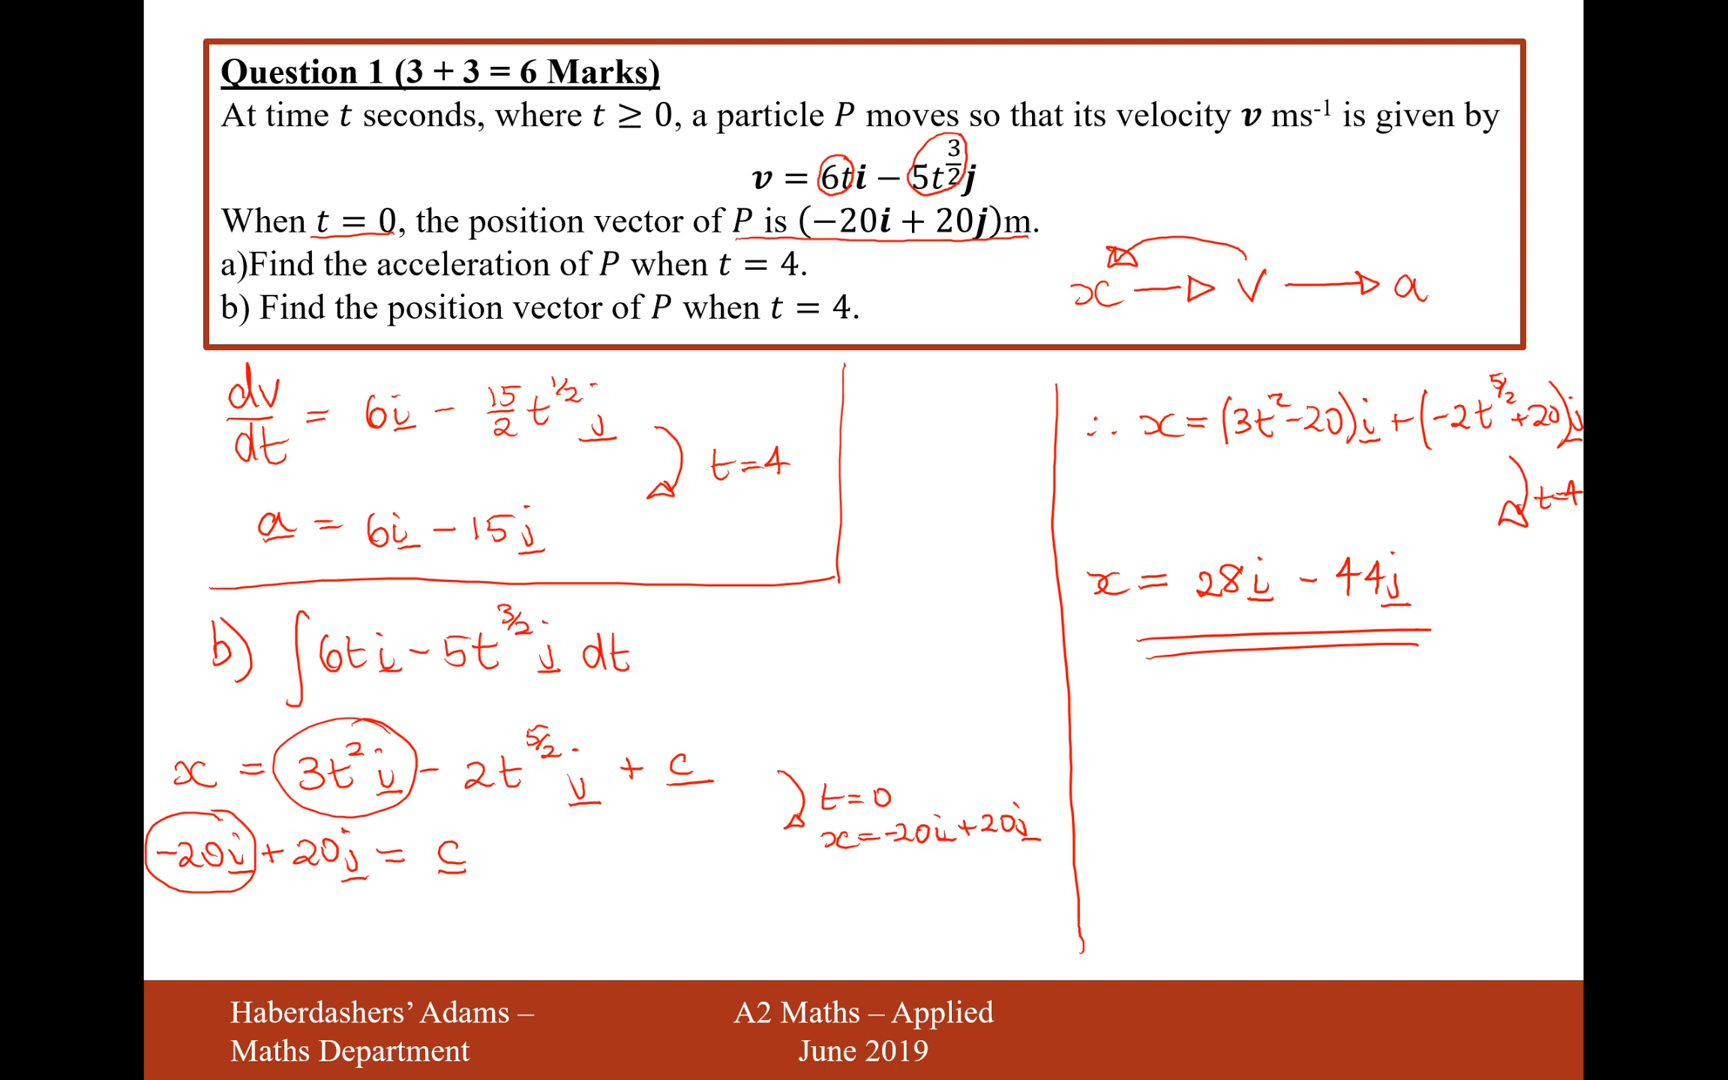 Question 1 (3 + 3 = 6 Marks)
At time t seconds, where t ≥ 0, a particle P moves so that its velocity v ms⁻¹ is given by
v = 6ti − 5t^(3/2)j
When t = 0, the position vector of P is (−20i + 20j)m.
a)Find the acceleration of P when t = 4.
b) Find the position vector of P when t = 4.
x → v → a
dv/dt = 6i − 15/2 t^(1/2) j
t=4
a = 6i − 15j
b) ∫6ti − 5t^(3/2) j dt
x = 3t² i − 2t^(5/2) j + c
t=0
x=-20i+20j
-20i + 20j = c
∴ x = (3t²-20)i + (-2t^(5/2)+20)j
t=4
x = 28i − 44j
Haberdashers’ Adams –
Maths Department
A2 Maths – Applied
June 2019